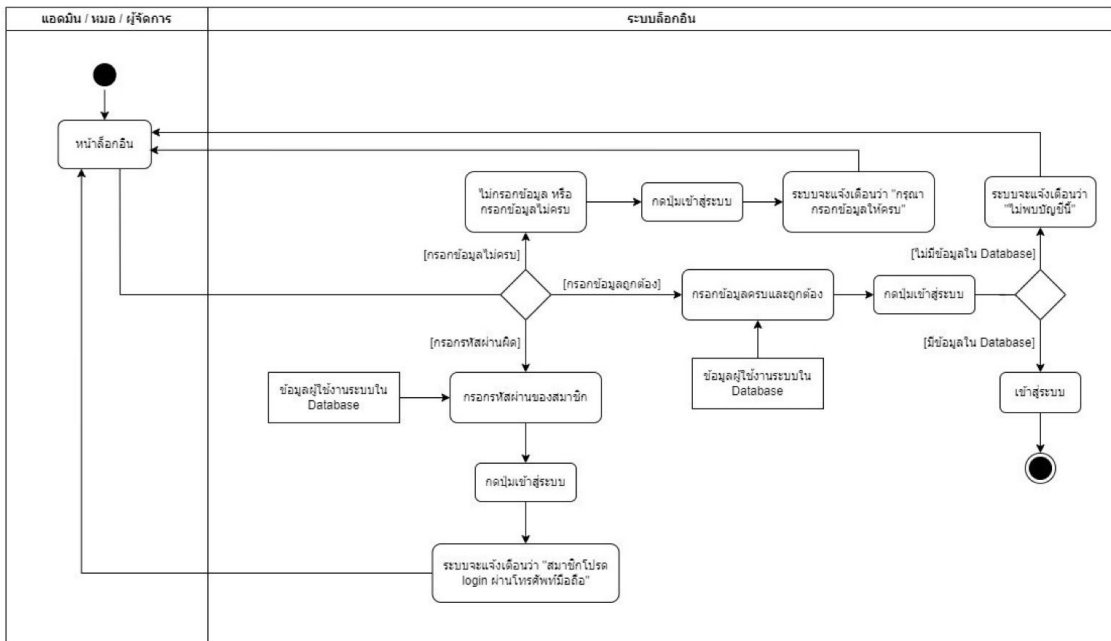 แอดมิน / หมอ / ผู้จัดการ
ระบบล็อกอิน
หน้าล็อกอิน
ไม่กรอกข้อมูล หรือ
กรอกข้อมูลไม่ครบ
กดปุ่มเข้าสู่ระบบ
ระบบจะแจ้งเตือนว่า "กรุณา
กรอกข้อมูลให้ครบ"
ระบบจะแจ้งเตือนว่า
"ไม่พบบัญชีนี้"
[กรอกข้อมูลไม่ครบ]
[ไม่มีข้อมูลใน Database]
[กรอกข้อมูลถูกต้อง]
กรอกข้อมูลครบและถูกต้อง
กดปุ่มเข้าสู่ระบบ
[กรอกรหัสผ่านผิด]
[มีข้อมูลใน Database]
ข้อมูลผู้ใช้งานระบบใน
Database
กรอกรหัสผ่านของสมาชิก
ข้อมูลผู้ใช้งานระบบใน
Database
เข้าสู่ระบบ
กดปุ่มเข้าสู่ระบบ
ระบบจะแจ้งเตือนว่า "สมาชิกโปรด
login ผ่านโทรศัพท์มือถือ"